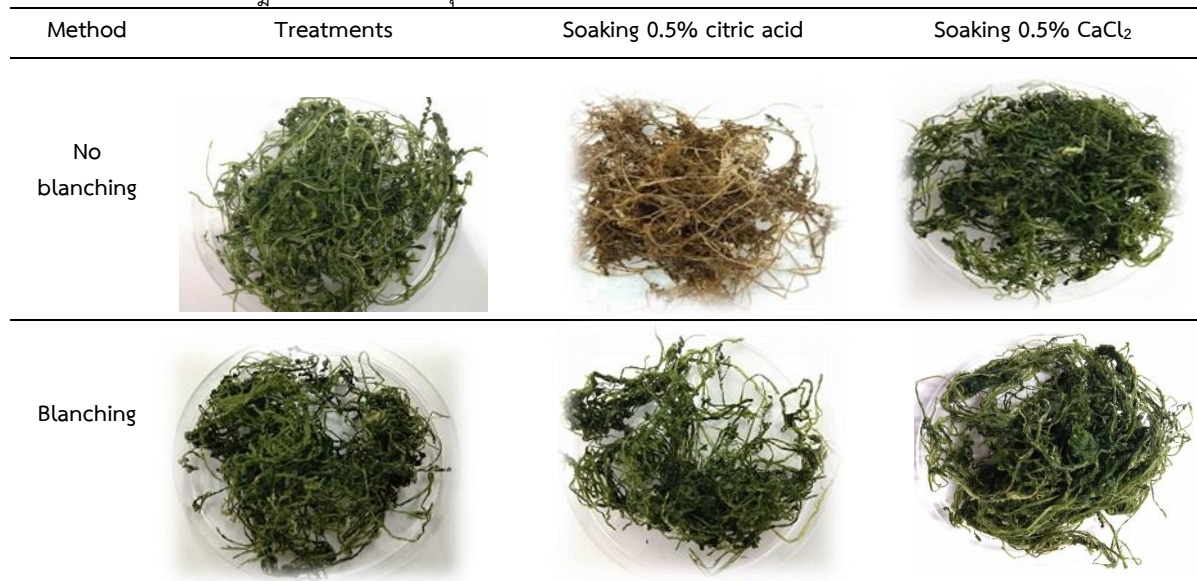 Method Treatments Soaking 0.5% citric acid Soaking 0.5% CaCl₂
No
blanching
Blanching